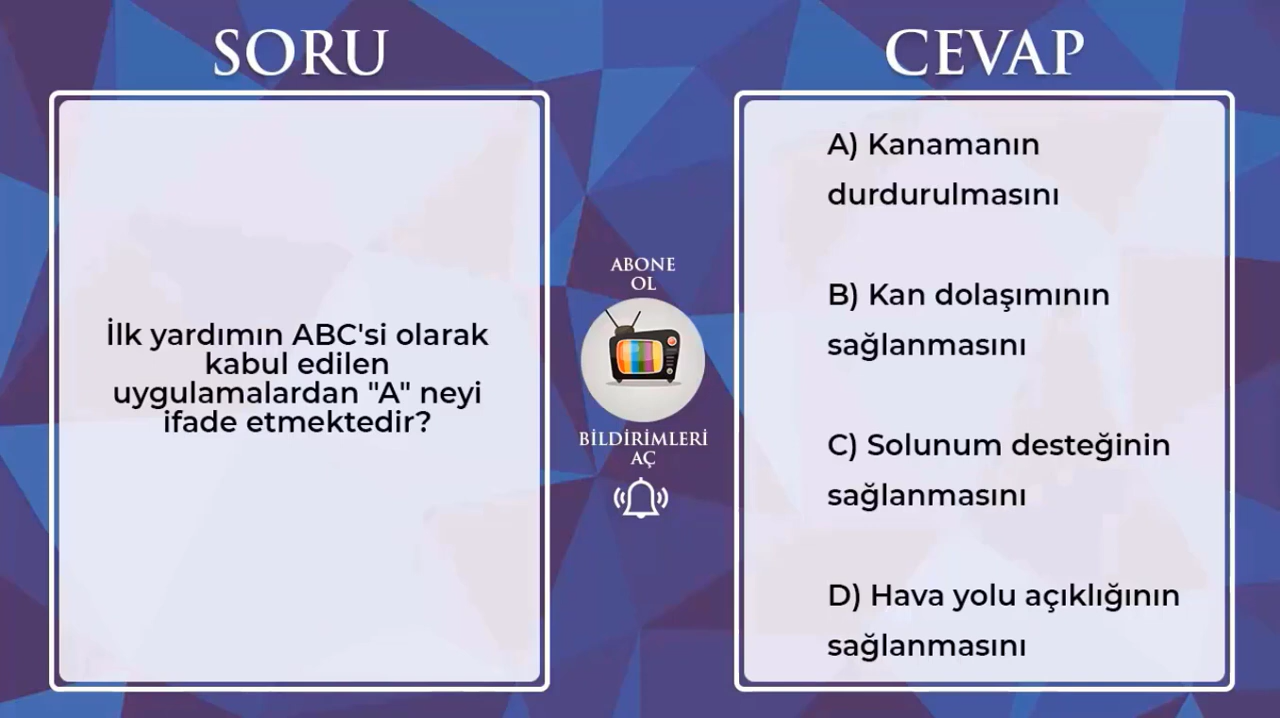 SORU
İlk yardımın ABC'si olarak
kabul edilen
uygulamalardan "A" neyi
ifade etmektedir?
ABONE
OL
BİLDİRİMLERİ
AÇ
CEVAP
A) Kanamanın
durdurulmasını
B) Kan dolaşımının
sağlanmasını
C) Solunum desteğinin
sağlanmasını
D) Hava yolu açıklığının
sağlanmasını